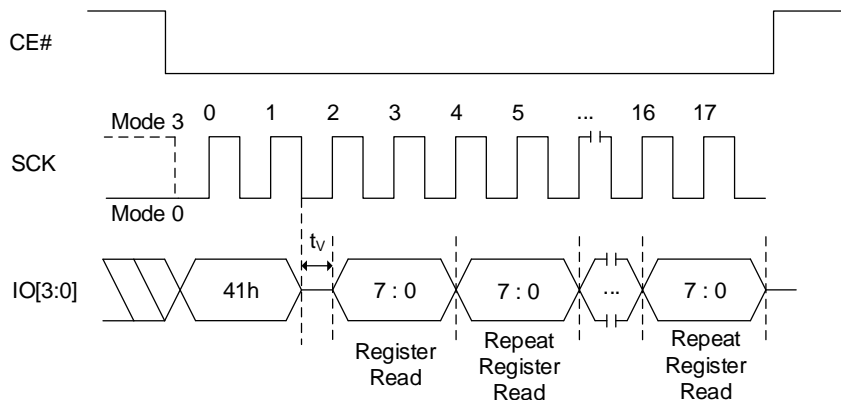 CE#
0 1 2 3 4 5 ... 16 17
Mode 3
SCK
Mode 0
tV
IO[3:0]
41h 7 : 0 7 : 0 ... 7 : 0
Register
Read
Repeat
Register
Read
Repeat
Register
Read